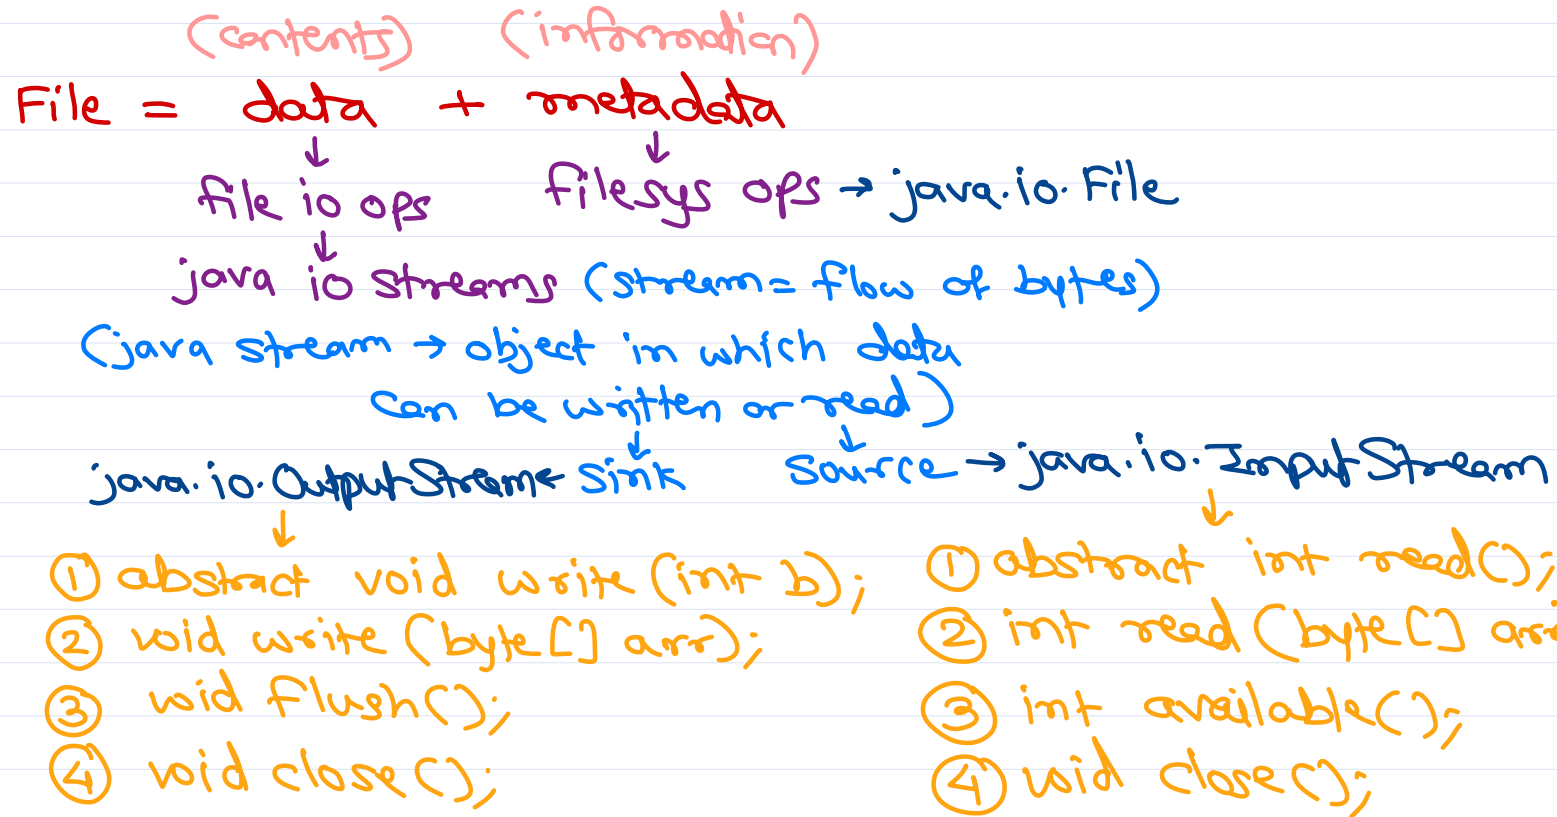 (contents) (information)
File = data + metadata
↓ ↓
file io ops filesys ops → java.io.File
↓
java io streams (stream = flow of bytes)
(java stream → object in which data
can be written or read)
↓ ↓
java.io.OutputStream ← sink source → java.io.InputStream
↓ ↓
① abstract void write (int b); ① abstract int read();
② void write (byte[] arr); ② int read (byte[] arr
③ void flush(); ③ int available();
④ void close(); ④ void close();